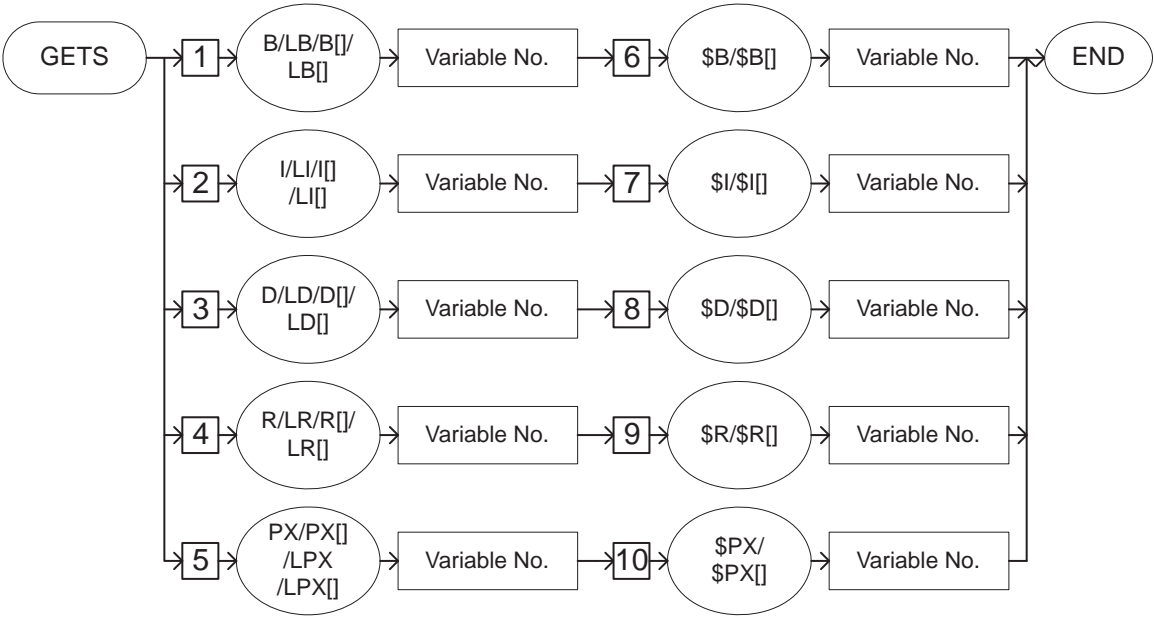 GETS
1
B/LB/B[]/
LB[]
Variable No.
6
$B/$B[]
Variable No.
END
2
I/LI/I[]
/LI[]
Variable No.
7
$I/$I[]
Variable No.
3
D/LD/D[]/
LD[]
Variable No.
8
$D/$D[]
Variable No.
4
R/LR/R[]/
LR[]
Variable No.
9
$R/$R[]
Variable No.
5
PX/PX[]
/LPX
/LPX[]
Variable No.
10
$PX/
$PX[]
Variable No.